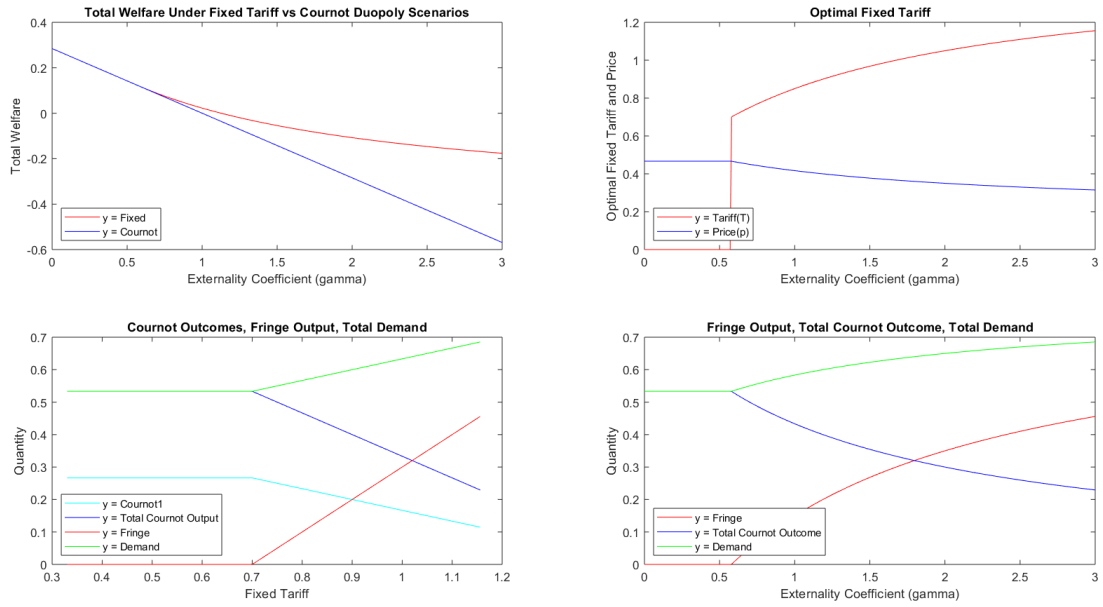 Total Welfare Under Fixed Tariff vs Cournot Duopoly Scenarios
0.4
0.2
0
-0.2
-0.4
-0.6
Total Welfare
y = Fixed
y = Cournot
0
0.5
1
1.5
2
2.5
3
Externality Coefficient (gamma)
Optimal Fixed Tariff
1.2
1
0.8
0.6
0.4
0.2
0
Optimal Fixed Tariff and Price
y = Tariff(T)
y = Price(p)
0
0.5
1
1.5
2
2.5
3
Externality Coefficient (gamma)
Cournot Outcomes, Fringe Output, Total Demand
0.7
0.6
0.5
0.4
0.3
0.2
0.1
0
Quantity
y = Cournot1
y = Total Cournot Output
y = Fringe
y = Demand
0.3
0.4
0.5
0.6
0.7
0.8
0.9
1
1.1
1.2
Fixed Tariff
Fringe Output, Total Cournot Outcome, Total Demand
0.7
0.6
0.5
0.4
0.3
0.2
0.1
0
Quantity
y = Fringe
y = Total Cournot Outcome
y = Demand
0
0.5
1
1.5
2
2.5
3
Externality Coefficient (gamma)